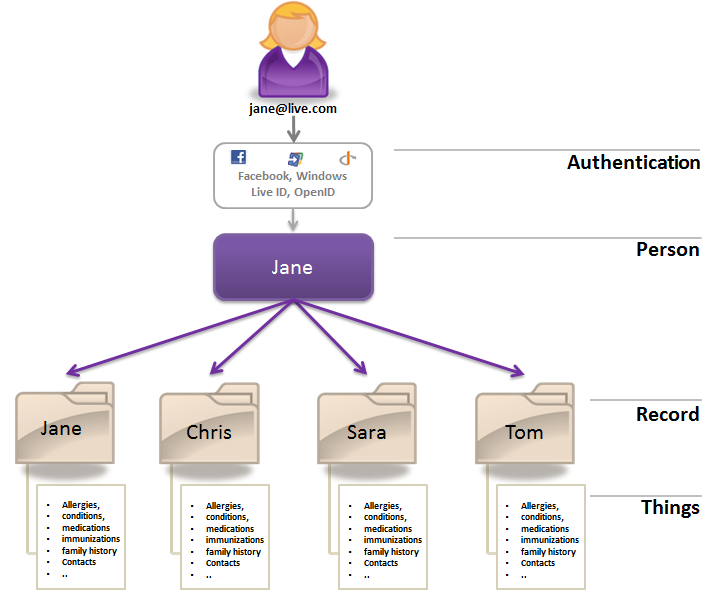 jane@live.com
Facebook, Windows
Live ID, OpenID
Authentication
Jane
Person
Jane
Chris
Sara
Tom
Record
• Allergies,
• conditions,
• medications
• immunizations
• family history
• Contacts
• ..
• Allergies,
• conditions,
• medications
• immunizations
• family history
• Contacts
• ..
• Allergies,
• conditions,
• medications
• immunizations
• family history
• Contacts
• ..
• Allergies,
• conditions,
• medications
• immunizations
• family history
• Contacts
• ..
Things